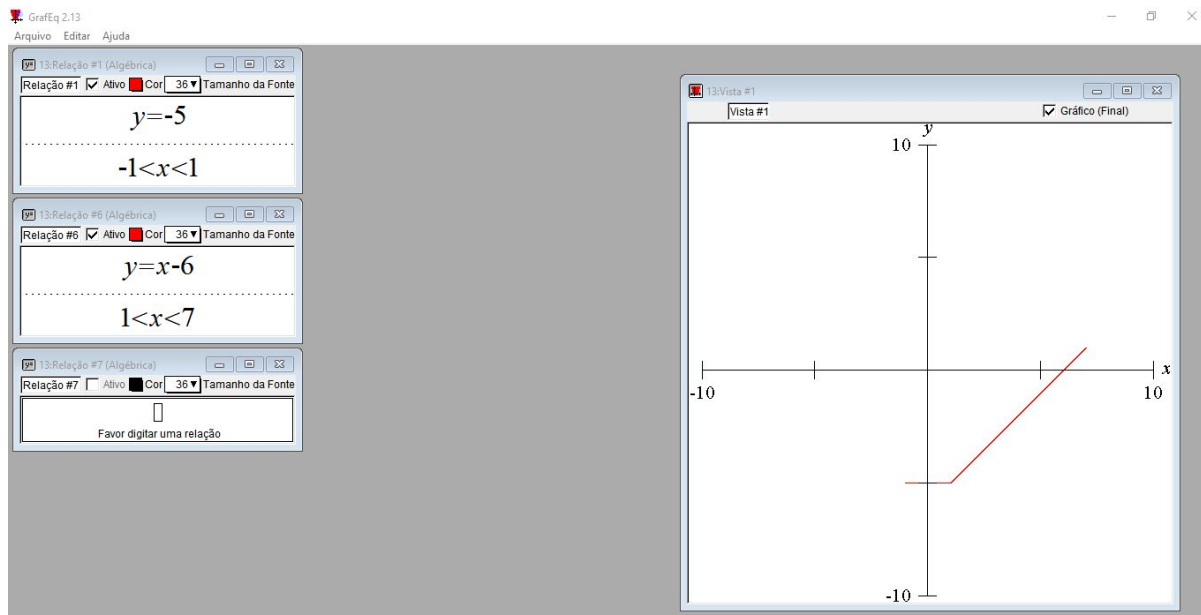 GrafEq 2.13
Arquivo Editar Ajuda
13:Relação #1 (Algébrica)
Relação #1 Ativo Cor 36 Tamanho da Fonte
y=-5
-1<x<1
13:Relação #6 (Algébrica)
Relação #6 Ativo Cor 36 Tamanho da Fonte
y=x-6
1<x<7
13:Relação #7 (Algébrica)
Relação #7 Ativo Cor 36 Tamanho da Fonte
Favor digitar uma relação
13:Vista #1
Vista #1 Gráfico (Final)
y
10
x
-10 10
-10